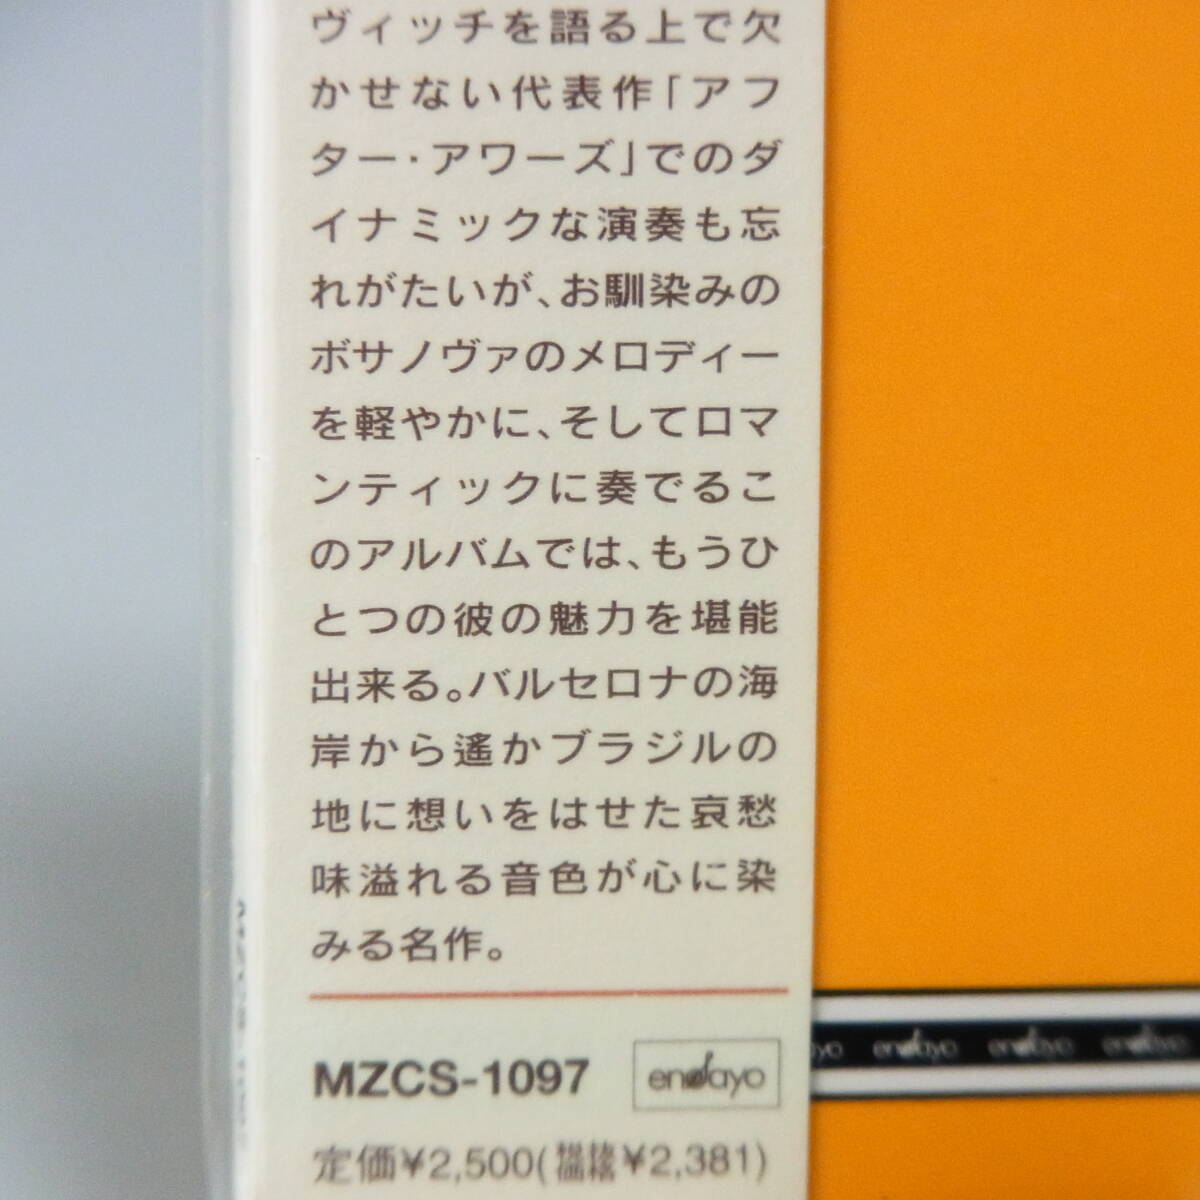 ヴィッチを語る上で欠
かせない代表作「アフ
ター・アワーズ」でのダ
イナミックな演奏も忘
れがたいが、お馴染みの
ボサノヴァのメロディー
を軽やかに、そしてロマ
ンティックに奏でるこ
のアルバムでは、もうひ
とつの彼の魅力を堪能
出来る。バルセロナの海
岸から遙かブラジルの
地に想いをはせた哀愁
味溢れる音色が心に染
みる名作。
MZCS-1097 enjayo
定価¥2,500(税抜価格¥2,381)